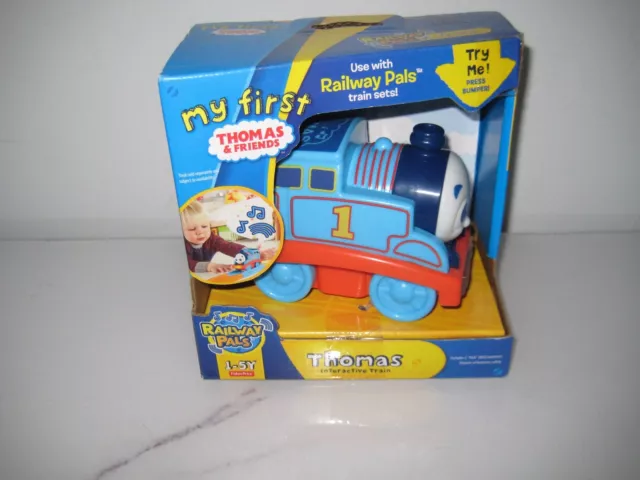 Use with
Railway Pals™
train sets!
Try
Me!
PRESS
BUMPER!
my first
THOMAS
& FRIENDS
1
RAILWAY
PALS
1-5Y
Thomas
Interactive Train